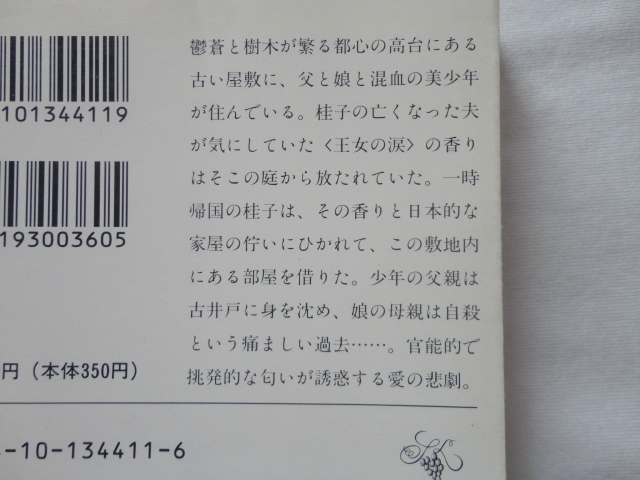 鬱蒼と樹木が繁る都心の高台にある
古い屋敷に、父と娘と混血の美少年
が住んでいる。桂子の亡くなった夫
が気にしていた〈王女の涙〉の香り
はそこの庭から放たれていた。一時
帰国の桂子は、その香りと日本的な
家屋の佇いにひかれて、この敷地内
にある部屋を借りた。少年の父親は
古井戸に身を沈め、娘の母親は自殺
という痛ましい過去……。官能的で
挑発的な匂いが誘惑する愛の悲劇。
101344119
193003605
円（本体350円）
-10-134411-6